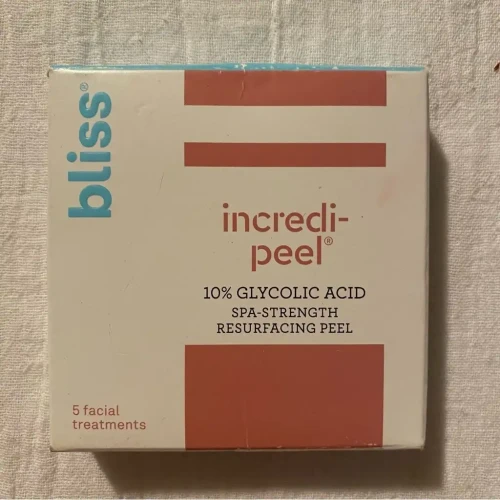 bliss®
incredi-
peel®
10% GLYCOLIC ACID
SPA-STRENGTH
RESURFACING PEEL
5 facial
treatments